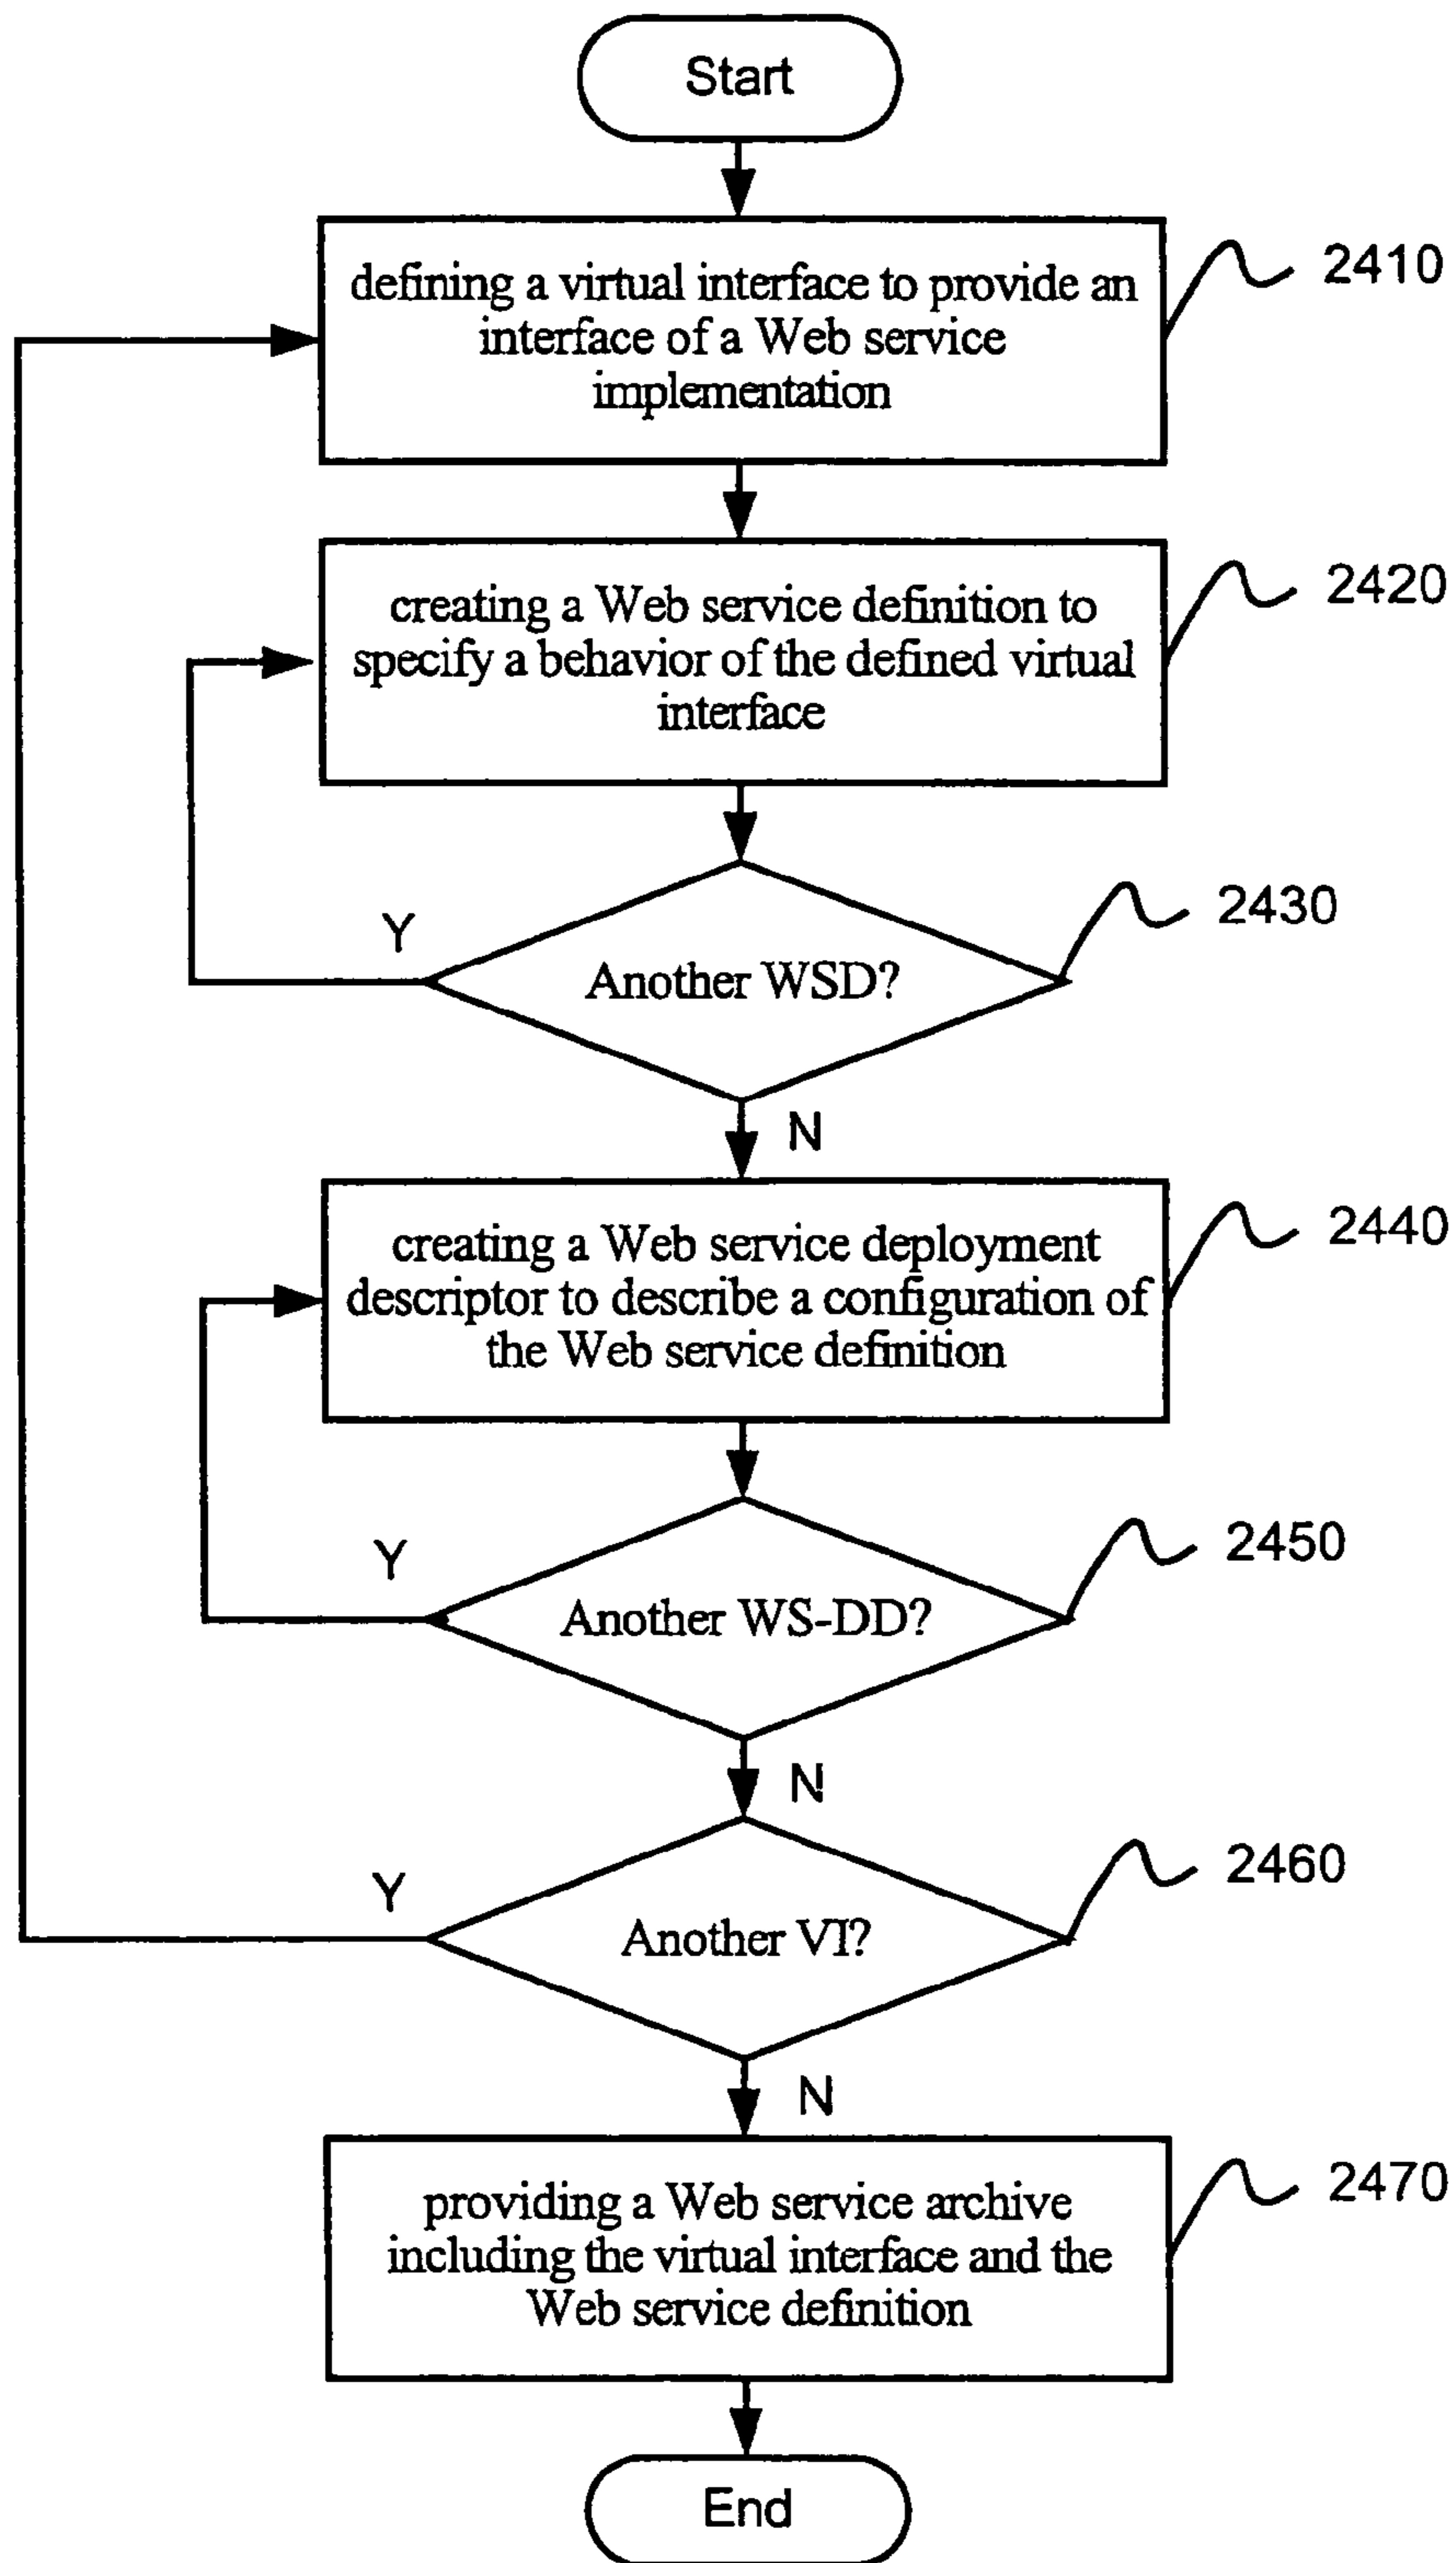 Start
defining a virtual interface to provide an
interface of a Web service
implementation
2410
creating a Web service definition to
specify a behavior of the defined virtual
interface
2420
Y
Another WSD?
2430
N
creating a Web service deployment
descriptor to describe a configuration of
the Web service definition
2440
Y
Another WS-DD?
2450
N
Y
Another VI?
2460
N
providing a Web service archive
including the virtual interface and the
Web service definition
2470
End